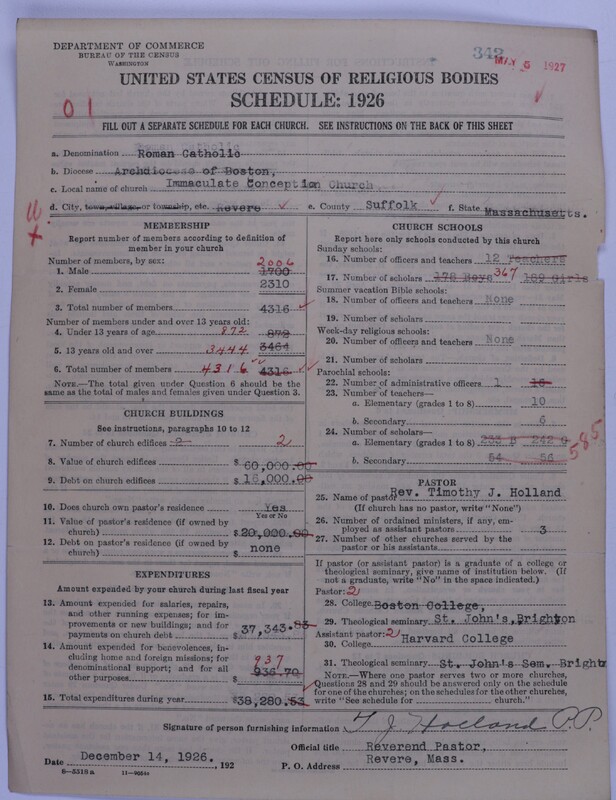 DEPARTMENT OF COMMERCE
BUREAU OF THE CENSUS
WASHINGTON
342
MAY 6 1927
UNITED STATES CENSUS OF RELIGIOUS BODIES
SCHEDULE: 1926
01
FILL OUT A SEPARATE SCHEDULE FOR EACH CHURCH. SEE INSTRUCTIONS ON THE BACK OF THIS SHEET
a. Denomination Roman Catholic
b. Diocese Archdiocese of Boston,
c. Local name of church Immaculate Conception Church
d. City, town, village, or township, etc. Revere e. County Suffolk f. State Massachusetts.
MEMBERSHIP
Report number of members according to definition of
member in your church
Number of members, by sex:
2006
1. Male 1700
2. Female 2310
3. Total number of members 4316
Number of members under and over 13 years old:
4. Under 13 years of age 872 872
5. 13 years old and over 3444 3464
6. Total number of members 4316 4316
NOTE.—The total given under Question 6 should be
same as the total of males and females given under Question 3.
CHURCH BUILDINGS
See instructions, paragraphs 10 to 12
7. Number of church edifices 2
8. Value of church edifices $ 60,000.00
9. Debt on church edifices $ 15,000.00
10. Does church own pastor's residence? Yes
Yes or No
11. Value of pastor's residence (if owned by
church) $ 20,000.00
12. Debt on pastor's residence (if owned by
church) $ none
EXPENDITURES
Amount expended by church during last fiscal year
13. Amount expended for salaries, repairs,
and other running expenses; for im-
provements or new buildings; and for
payments on church debt $ 37,343.83
14. Amount expended for benevolences, in-
cluding home and foreign missions; for
denominational support; and for all
other purposes $ 937 936.70
15. Total expenditures during year $38,280.53
CHURCH SCHOOLS
Report here only schools conducted by this church
Sunday schools:
16. Number of officers and teachers 12 Teachers
17. Number of scholars 178 Boys 367 189 Girls
Summer vacation Bible schools:
18. Number of officers and teachers None
19. Number of scholars
Week-day religious schools:
20. Number of officers and teachers None
21. Number of scholars
Parochial schools:
22. Number of administrative officers 1 16
23. Number of teachers—
a. Elementary (grades 1 to 8) 10
b. Secondary 6
24. Number of scholars—
a. Elementary (grades 1 to 8) 233 B 242 G
585
b. Secondary 54 56
PASTOR
25. Name of pastor Rev. Timothy J. Holland
(If church has no pastor, write "None")
26. Number of ordained ministers, if any, em-
ployed as assistant pastors 3
27. Number of other churches served by the
pastor or his assistants
If pastor (or assistant pastor) is a graduate of a college or
theological seminary, give name of institution below. (If
not a graduate, write "No" in the space indicated.)
Pastor: 2
28. College Boston College,
29. Theological seminary St. John's, Brighton
Assistant pastor: 2
30. College Harvard College
31. Theological seminary St. John's Sem. Bright
NOTE.—Where one pastor serves two or more churches,
Questions 28 and 29 should be answered only on the schedule
for one of the churches; on the schedules for the other churches,
write "See schedule for church."
Signature of person furnishing information T J Holland P.P.
Official title Reverend Pastor,
Date December 14, 1926. , 192 P. O. Address Revere, Mass.